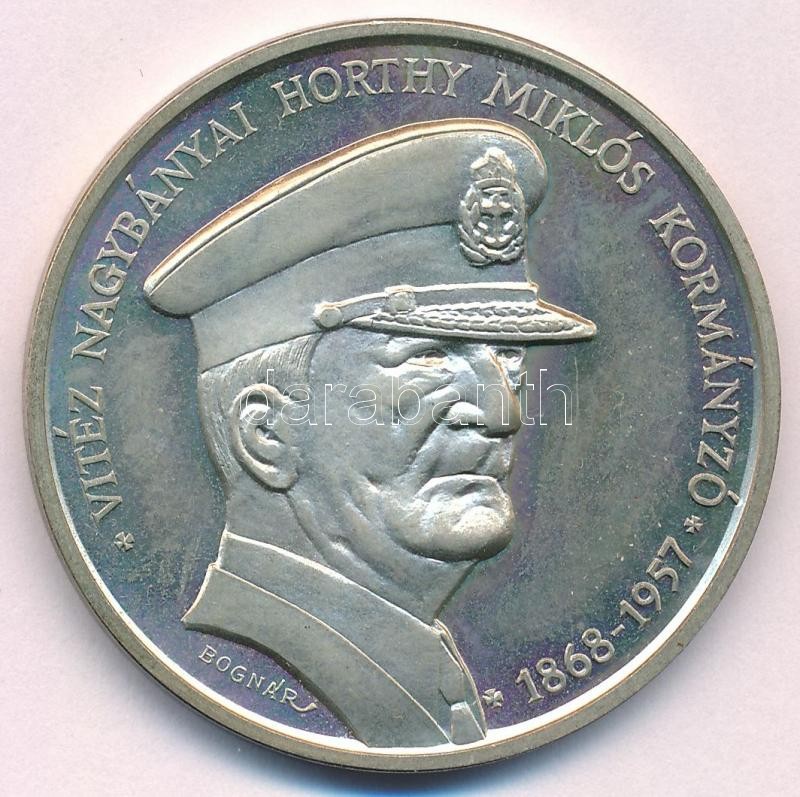 VITÉZ NAGYBÁNYAI HORTHY MIKLÓS KORMÁNYZÓ
1868-1957
BOGNÁR
darabanth